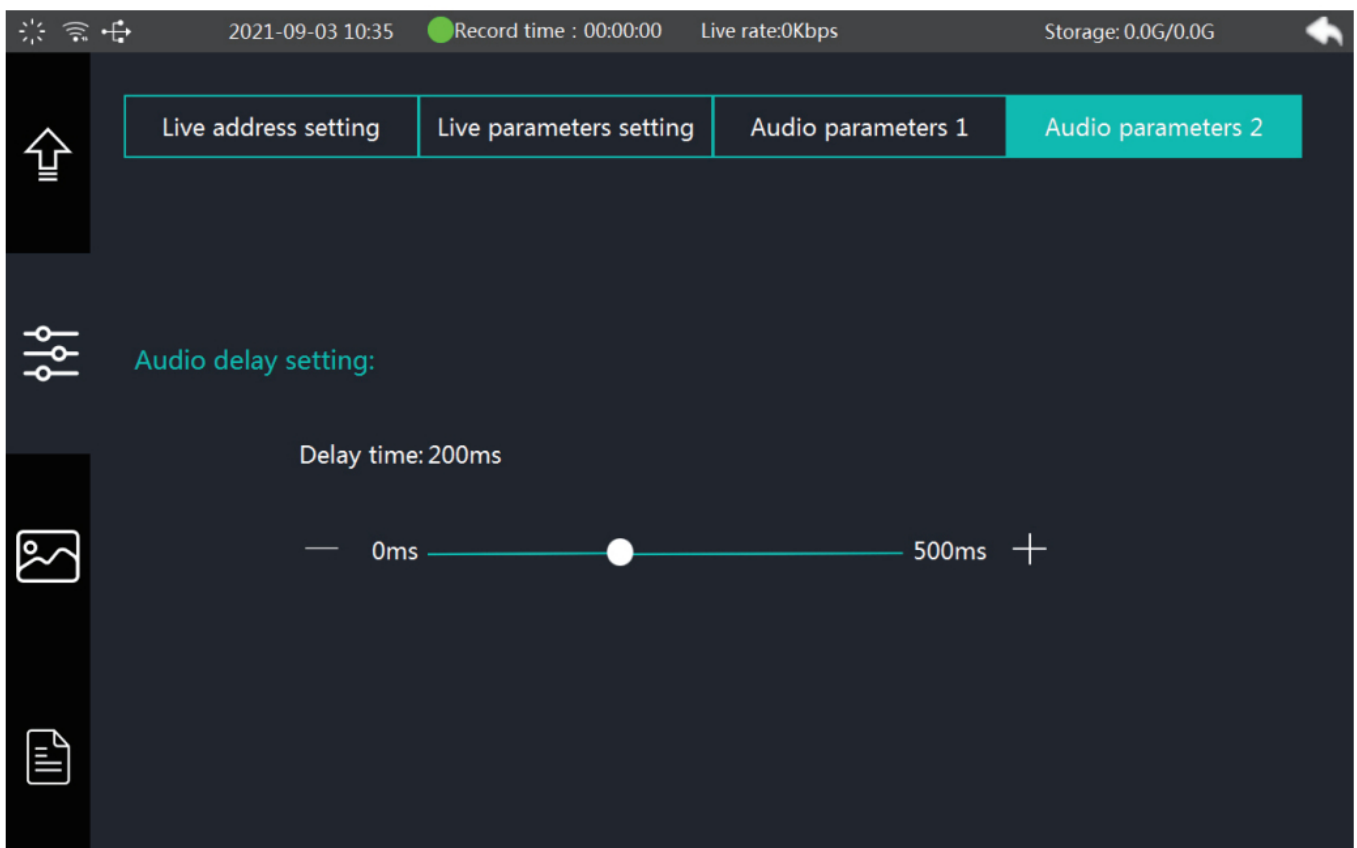 2021-09-03 10:35 Record time : 00:00:00 Live rate:0Kbps Storage: 0.0G/0.0G
Live address setting Live parameters setting Audio parameters 1 Audio parameters 2
Audio delay setting:
Delay time: 200ms
0ms 500ms